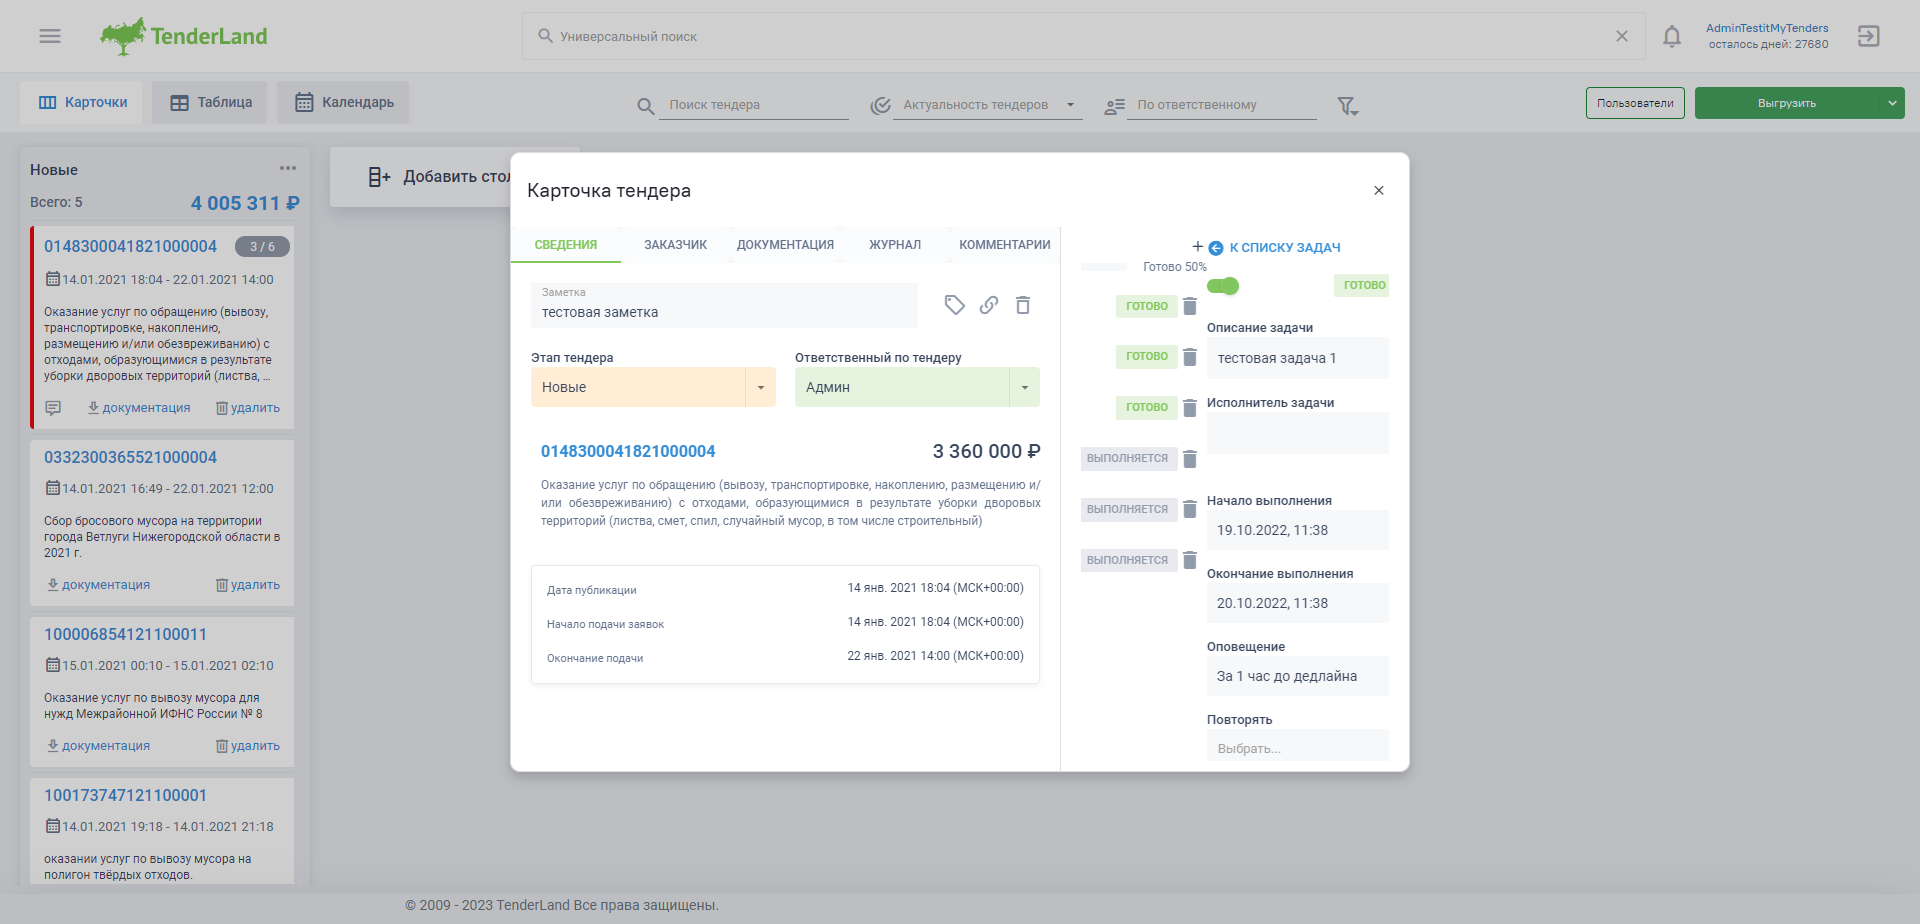 TenderLand
Универсальный поиск
AdminTestitMyTenders
осталось дней: 27680
Карточки
Таблица
Календарь
Поиск тендера
Актуальность тендеров
По ответственному
Пользователи
Выгрузить
Новые
Всего: 5
4 005 311 ₽
0148300041821000004
3 / 6
14.01.2021 18:04 - 22.01.2021 14:00
Оказание услуг по обращению (вывозу,
транспортировке, накоплению,
размещению и/или обезвреживанию) с
отходами, образующимися в результате
уборки дворовых территорий (листва, ...
документация
удалить
0332300365521000004
14.01.2021 16:49 - 22.01.2021 12:00
Сбор бросового мусора на территории
города Ветлуги Нижегородской области в
2021 г.
документация
удалить
100006854121100011
15.01.2021 00:10 - 15.01.2021 02:10
Оказание услуг по вывозу мусора для
нужд Межрайонной ИФНС России № 8
документация
удалить
100173747121100001
14.01.2021 19:18 - 14.01.2021 21:18
оказании услуг по вывозу мусора на
полигон твёрдых отходов.
Добавить стол
Карточка тендера
СВЕДЕНИЯ
ЗАКАЗЧИК
ДОКУМЕНТАЦИЯ
ЖУРНАЛ
КОММЕНТАРИИ
Заметка
тестовая заметка
Этап тендера
Ответственный по тендеру
Новые
Админ
0148300041821000004
3 360 000 ₽
Оказание услуг по обращению (вывозу, транспортировке, накоплению, размещению и/
или обезвреживанию) с отходами, образующимися в результате уборки дворовых
территорий (листва, смет, спил, случайный мусор, в том числе строительный)
Дата публикации
14 янв. 2021 18:04 (МСК+00:00)
Начало подачи заявок
14 янв. 2021 18:04 (МСК+00:00)
Окончание подачи
22 янв. 2021 14:00 (МСК+00:00)
+
Готово 50%
ГОТОВО
ГОТОВО
ГОТОВО
ВЫПОЛНЯЕТСЯ
ВЫПОЛНЯЕТСЯ
ВЫПОЛНЯЕТСЯ
К СПИСКУ ЗАДАЧ
ГОТОВО
Описание задачи
тестовая задача 1
Исполнитель задачи
Начало выполнения
19.10.2022, 11:38
Окончание выполнения
20.10.2022, 11:38
Оповещение
За 1 час до дедлайна
Повторять
Выбрать...
© 2009 - 2023 TenderLand Все права защищены.